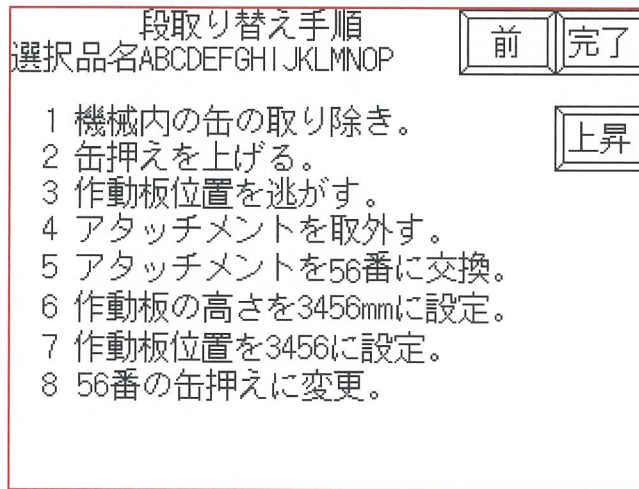 段取り替え手順
選択品名ABCDEFGHIJKLMNOP
前
完了
上昇
1 機械内の缶の取り除き。
2 缶押えを上げる。
3 作動板位置を逃がす。
4 アタッチメントを取外す。
5 アタッチメントを56番に交換。
6 作動板の高さを3456mmに設定。
7 作動板位置を3456に設定。
8 56番の缶押えに変更。